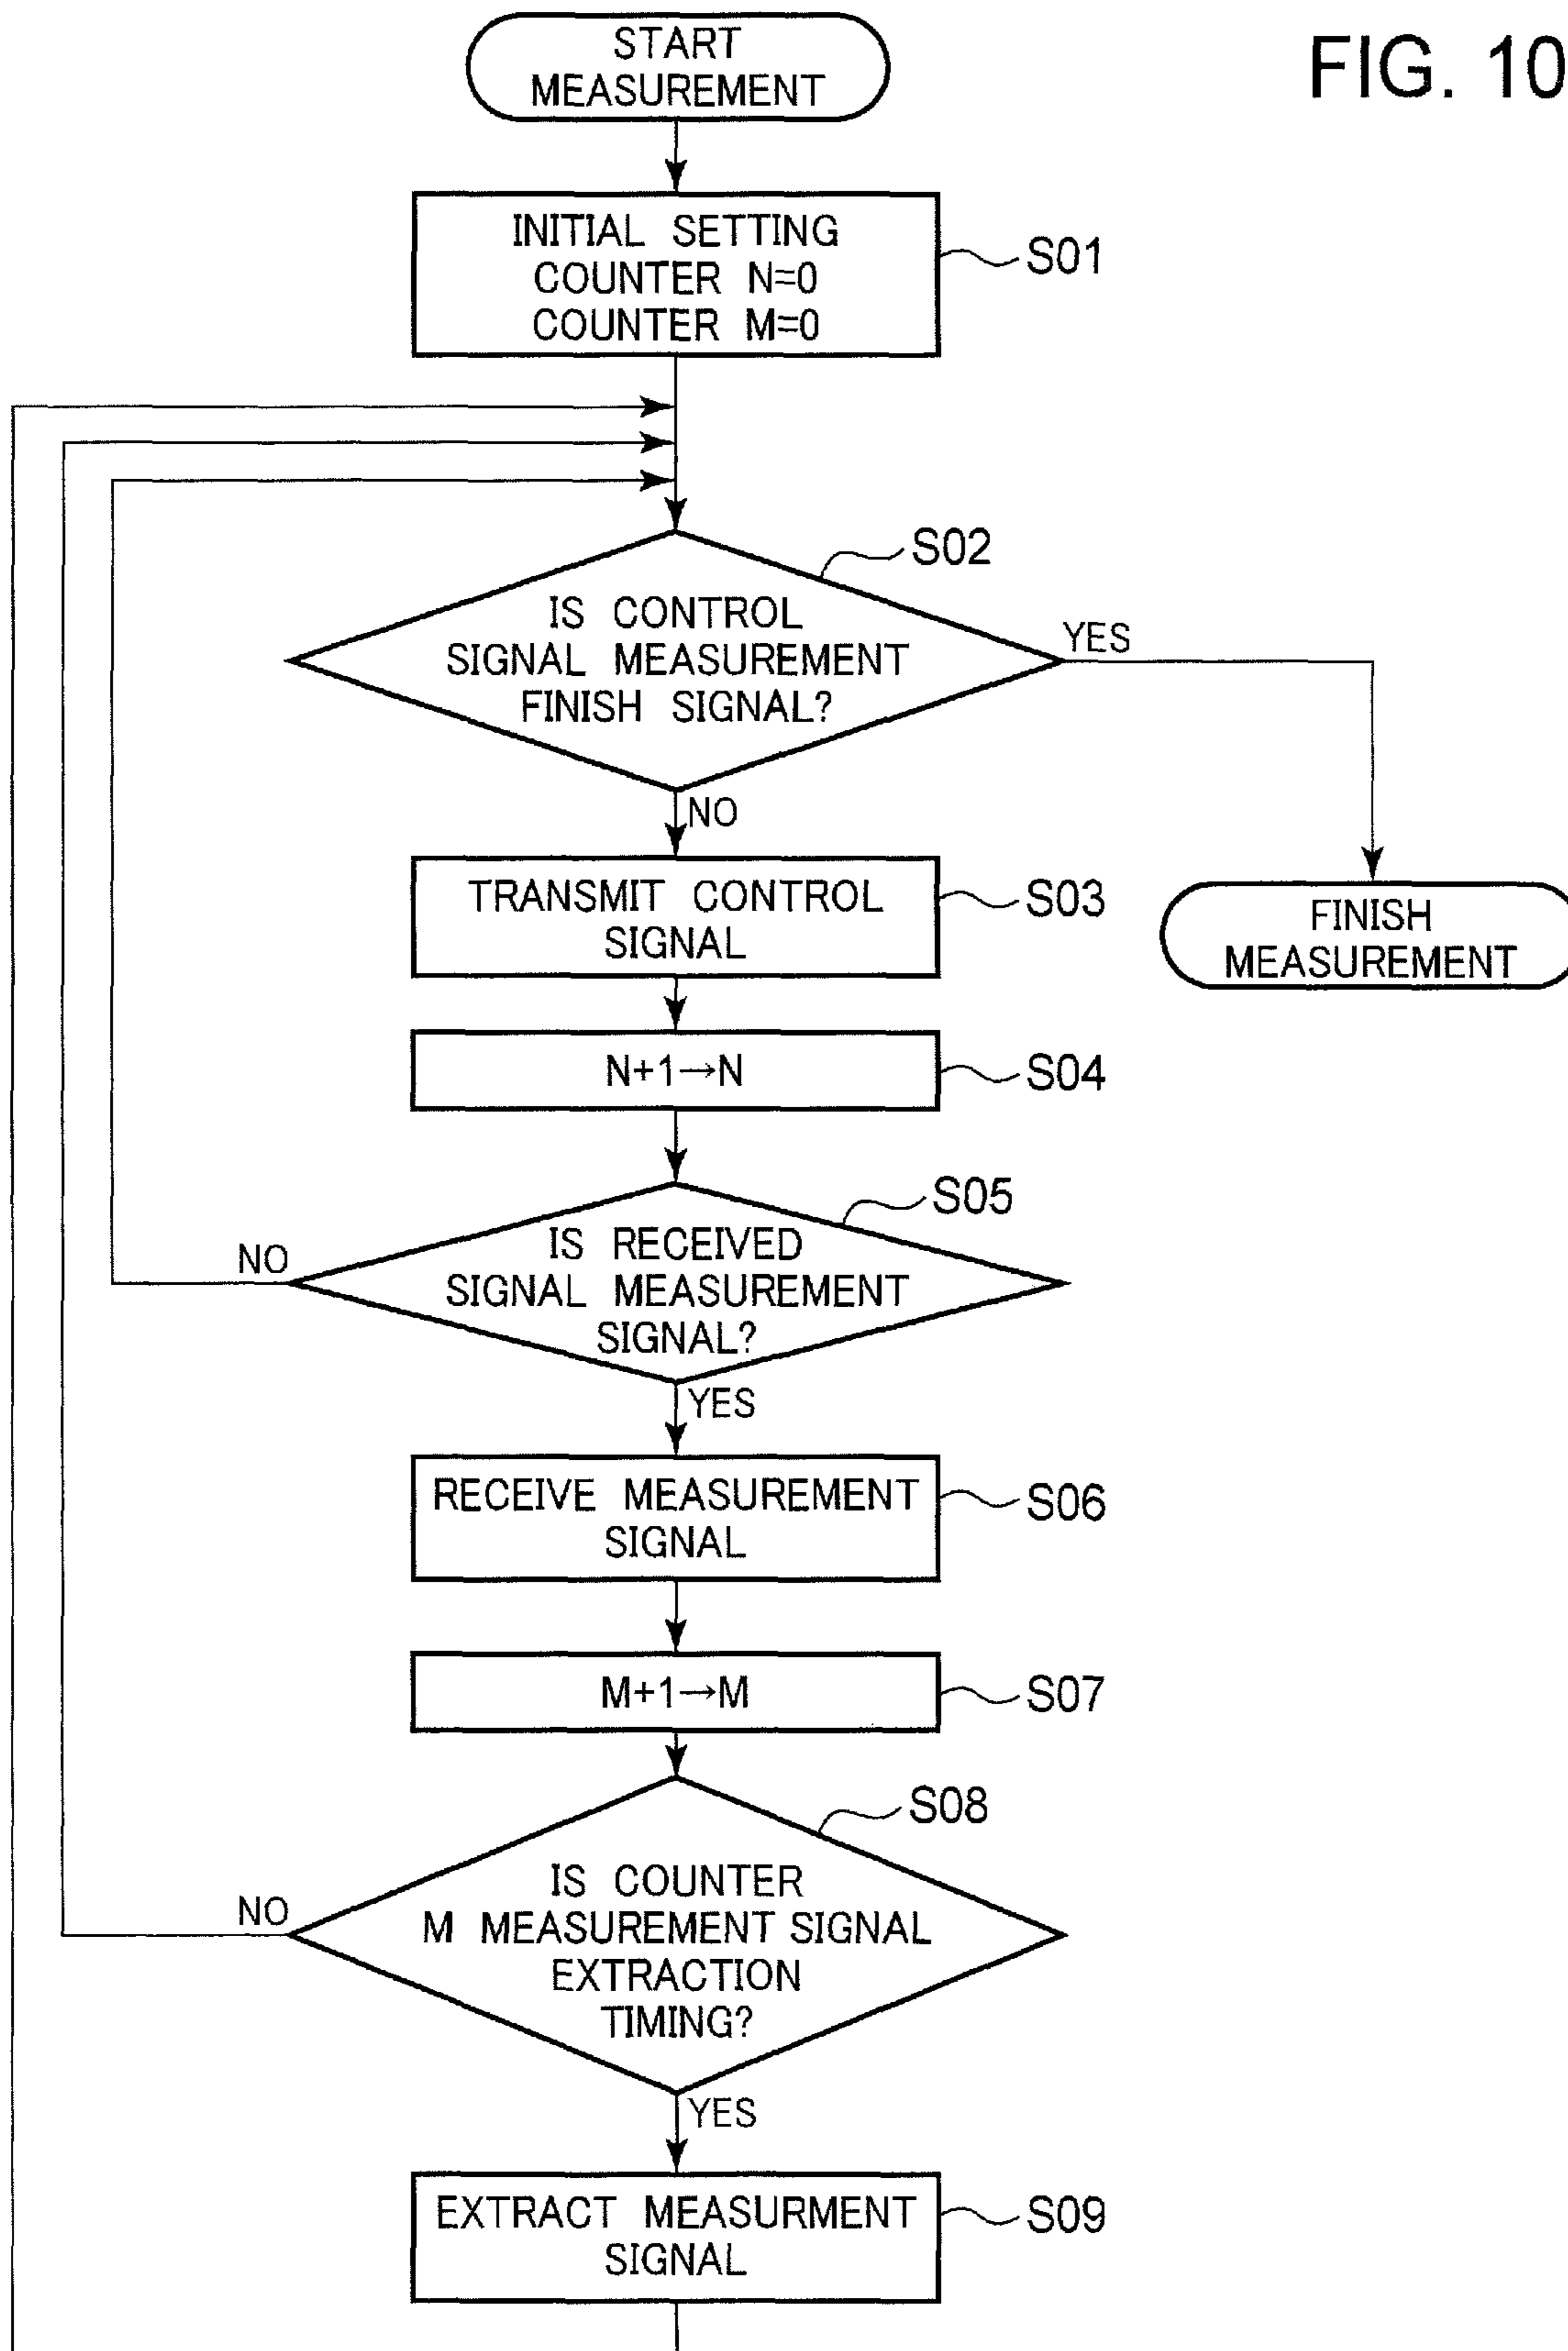 FIG. 10
START
MEASUREMENT
INITIAL SETTING
COUNTER N=0
COUNTER M=0
S01
S02
IS CONTROL
SIGNAL MEASUREMENT
FINISH SIGNAL?
YES
NO
TRANSMIT CONTROL
SIGNAL
S03
FINISH
MEASUREMENT
N+1→N
S04
S05
IS RECEIVED
SIGNAL MEASUREMENT
SIGNAL?
NO
YES
RECEIVE MEASUREMENT
SIGNAL
S06
M+1→M
S07
S08
IS COUNTER
M MEASUREMENT SIGNAL
EXTRACTION
TIMING?
NO
YES
EXTRACT MEASURMENT
SIGNAL
S09